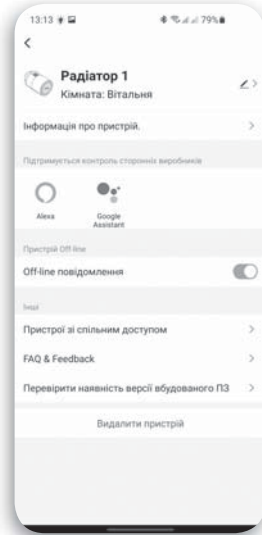 13:13 79%
Радіатор 1
Кімната: Вітальня
Інформація про пристрій.
Підтримується контроль сторонніх виробників
Alexa
Google Assistant
Пристрій Off-line
Off-line повідомлення
Інші
Пристрої зі спільним доступом
FAQ & Feedback
Перевірити наявність версії вбудованого ПЗ
Видалити пристрій